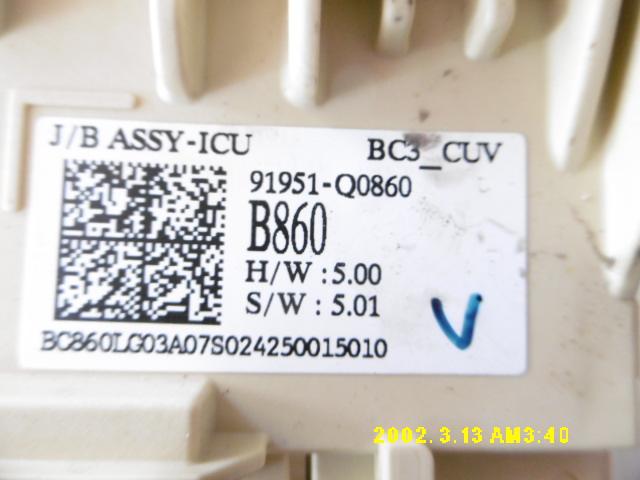 J/B ASSY-ICU BC3_CUV
91951-Q0860
B860
H/W : 5.00
S/W : 5.01
V
BC860LG03A07S024250015010
2002. 3.13 AM3:40